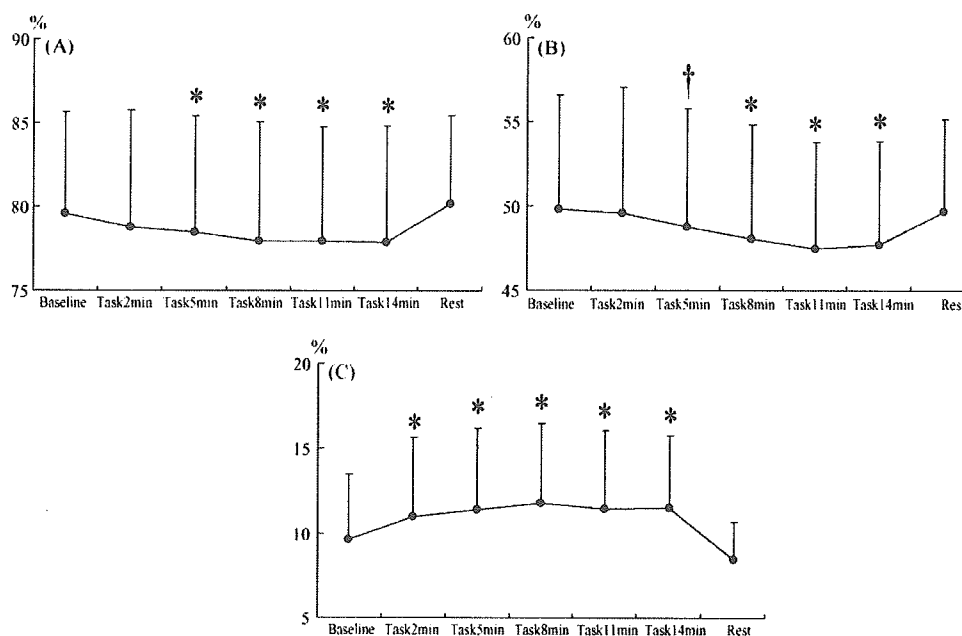 %
90
(A)
* * * *
85
80
75
Baseline Task2min Task5min Task8min Task11min Task14min Rest
%
60
(B)
† * * *
55
50
45
Baseline Task2min Task5min Task8min Task11min Task14min Rest
%
20
(C)
* * * * *
15
10
5
Baseline Task2min Task5min Task8min Task11min Task14min Rest